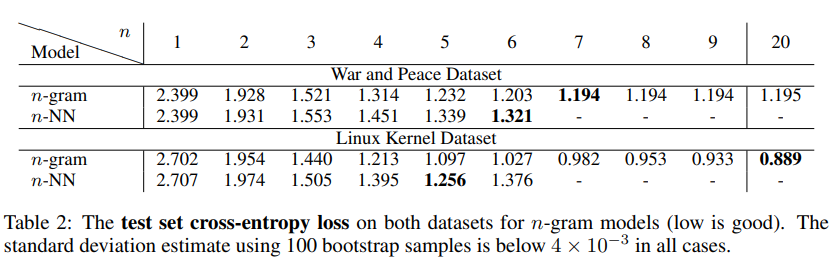 n
Model
1 2 3 4 5 6 7 8 9 20
War and Peace Dataset
n-gram 2.399 1.928 1.521 1.314 1.232 1.203 1.194 1.194 1.194 1.195
n-NN 2.399 1.931 1.553 1.451 1.339 1.321 - - - -
Linux Kernel Dataset
n-gram 2.702 1.954 1.440 1.213 1.097 1.027 0.982 0.953 0.933 0.889
n-NN 2.707 1.974 1.505 1.395 1.256 1.376 - - - -
Table 2: The test set cross-entropy loss on both datasets for n-gram models (low is good). The
standard deviation estimate using 100 bootstrap samples is below 4 × 10⁻³ in all cases.